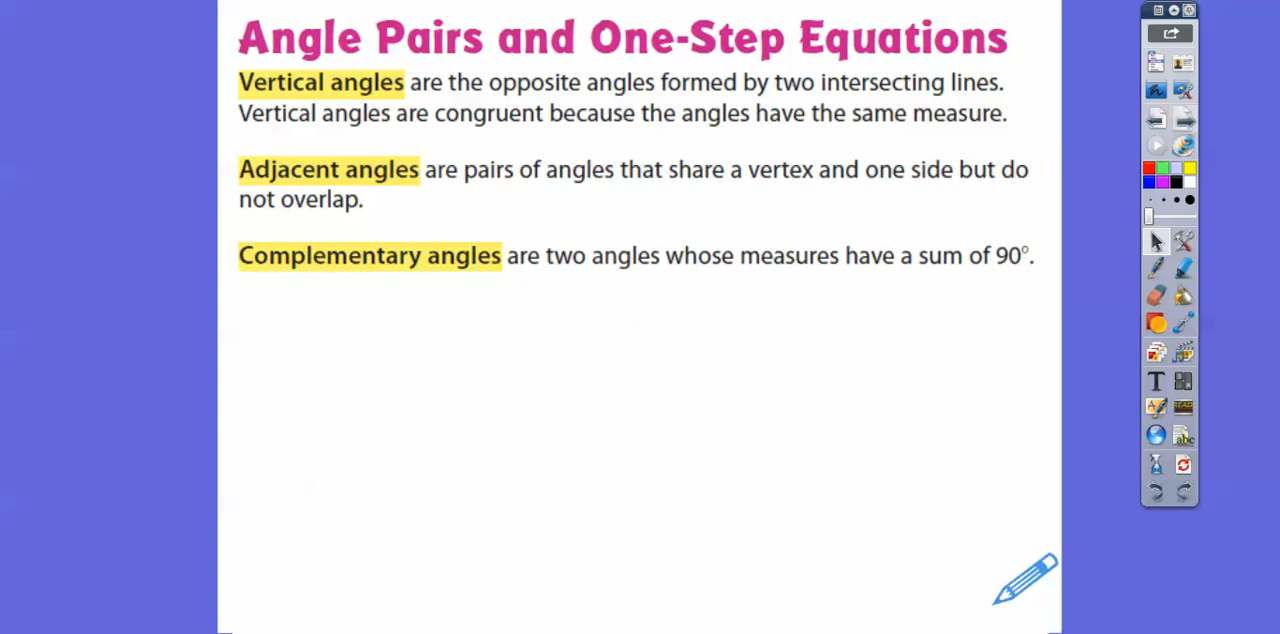 Angle Pairs and One-Step Equations
Vertical angles are the opposite angles formed by two intersecting lines.
Vertical angles are congruent because the angles have the same measure.
Adjacent angles are pairs of angles that share a vertex and one side but do
not overlap.
Complementary angles are two angles whose measures have a sum of 90°.